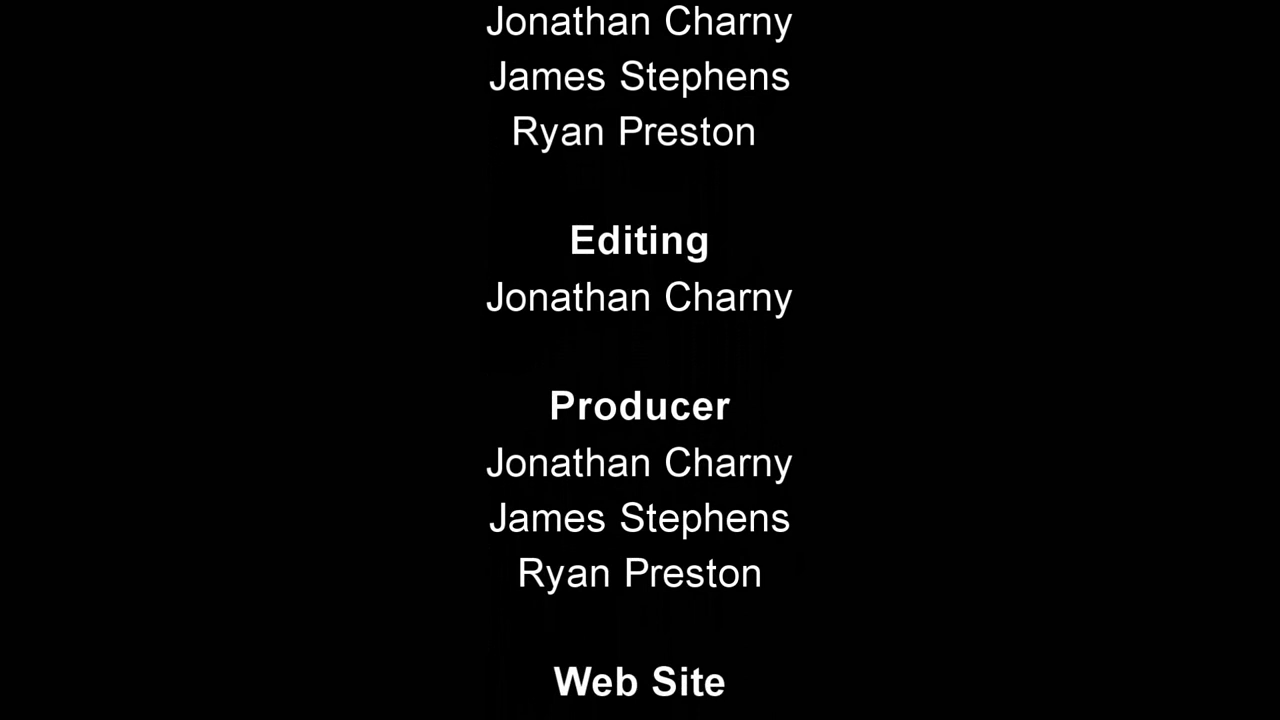 Jonathan Charny
James Stephens
Ryan Preston
Editing
Jonathan Charny
Producer
Jonathan Charny
James Stephens
Ryan Preston
Web Site